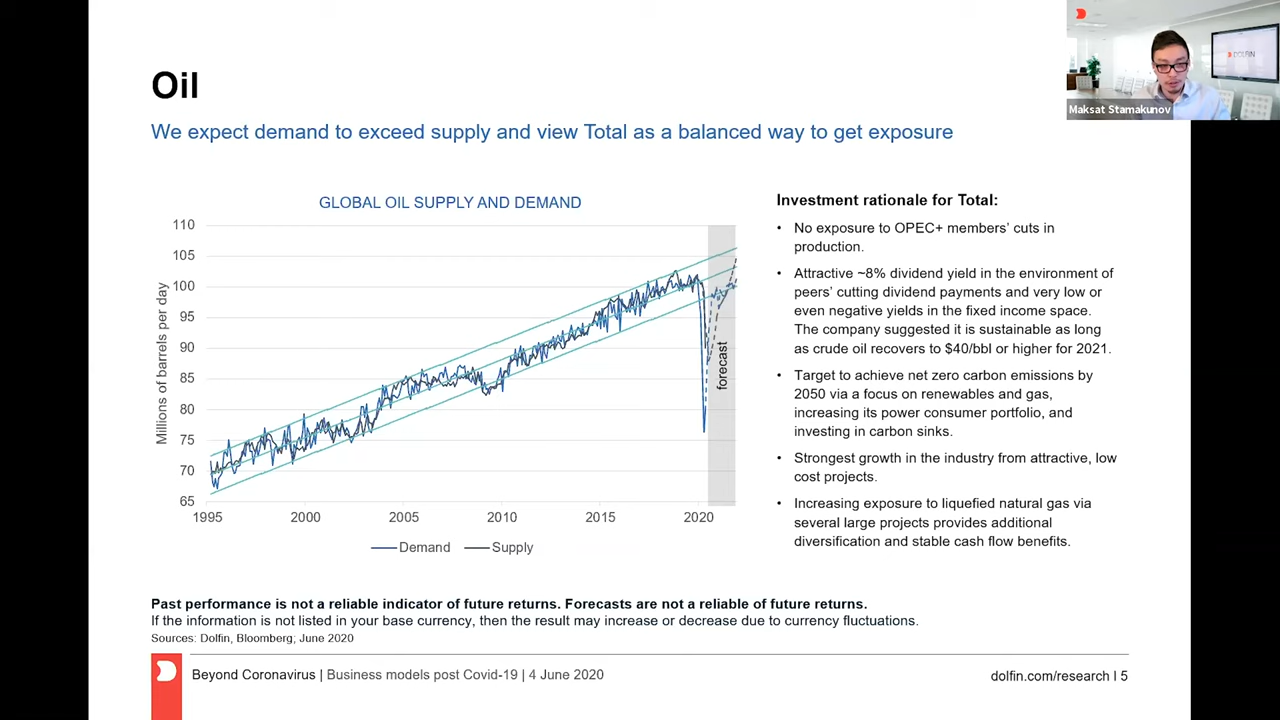 DOLFIN
Maksat Stamakunov
Oil
We expect demand to exceed supply and view Total as a balanced way to get exposure
GLOBAL OIL SUPPLY AND DEMAND
Millions of barrels per day
110
105
100
95
90
85
80
75
70
65
1995
2000
2005
2010
2015
2020
forecast
Demand
Supply
Investment rationale for Total:
• No exposure to OPEC+ members’ cuts in
production.
• Attractive ~8% dividend yield in the environment of
peers’ cutting dividend payments and very low or
even negative yields in the fixed income space.
The company suggested it is sustainable as long
as crude oil recovers to $40/bbl or higher for 2021.
• Target to achieve net zero carbon emissions by
2050 via a focus on renewables and gas,
increasing its power consumer portfolio, and
investing in carbon sinks.
• Strongest growth in the industry from attractive, low
cost projects.
• Increasing exposure to liquefied natural gas via
several large projects provides additional
diversification and stable cash flow benefits.
Past performance is not a reliable indicator of future returns. Forecasts are not a reliable of future returns.
If the information is not listed in your base currency, then the result may increase or decrease due to currency fluctuations.
Sources: Dolfin, Bloomberg; June 2020
Beyond Coronavirus | Business models post Covid-19 | 4 June 2020
dolfin.com/research I 5